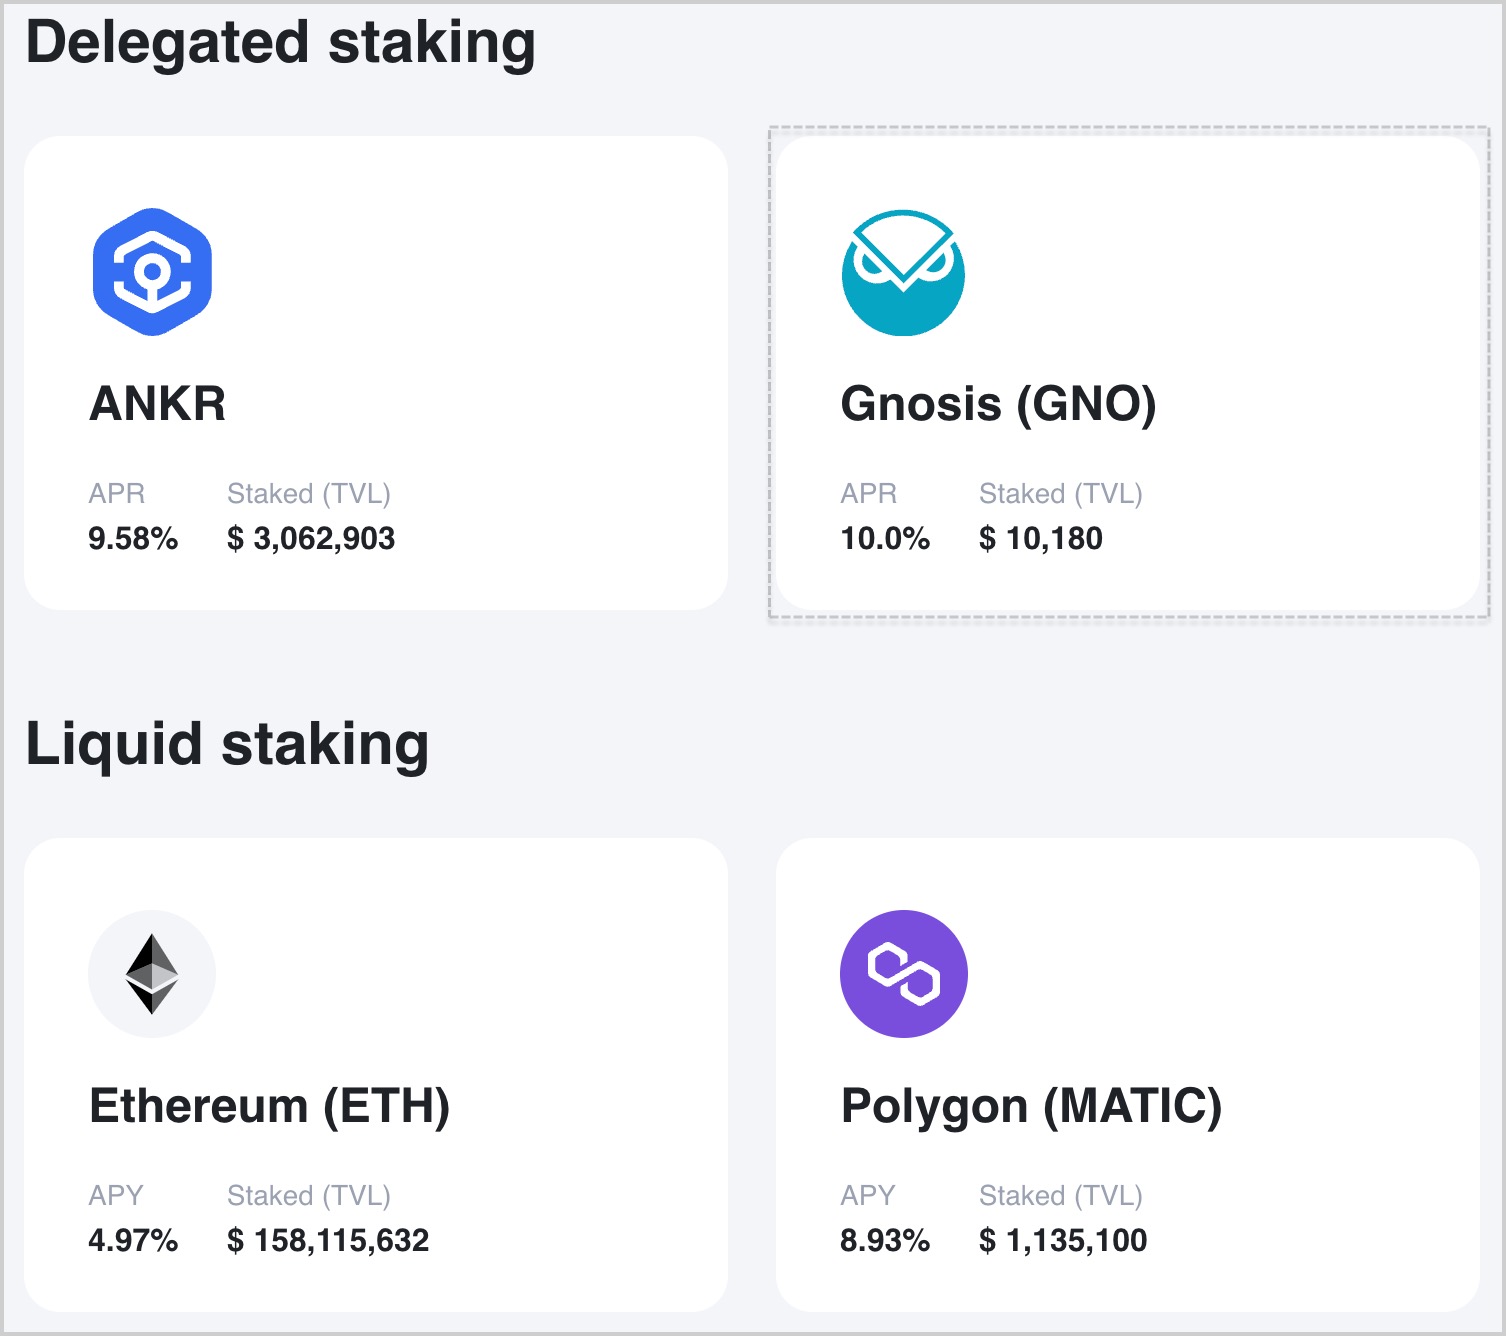 Delegated staking
ANKR
APR Staked (TVL)
9.58% $ 3,062,903
Gnosis (GNO)
APR Staked (TVL)
10.0% $ 10,180
Liquid staking
Ethereum (ETH)
APY Staked (TVL)
4.97% $ 158,115,632
Polygon (MATIC)
APY Staked (TVL)
8.93% $ 1,135,100